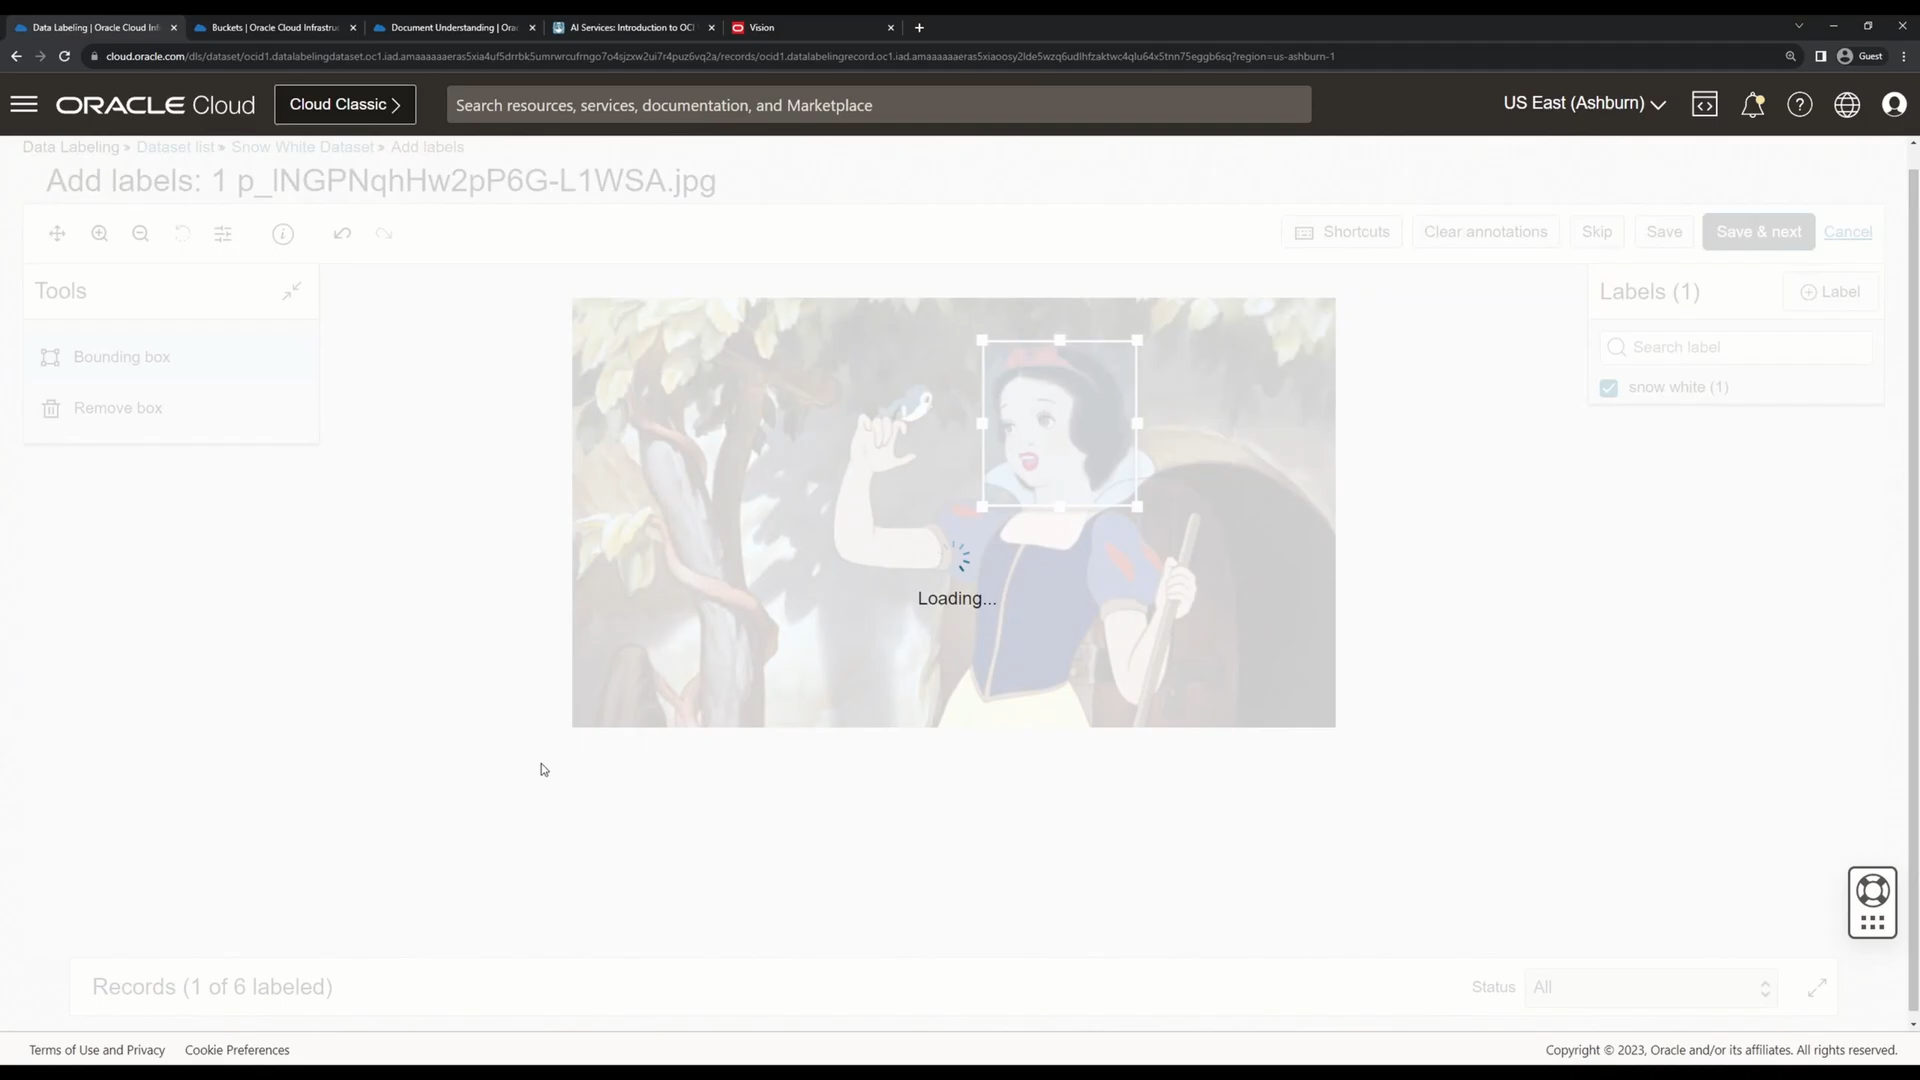 Data Labeling | Oracle Cloud Inf
Buckets | Oracle Cloud Infrastruc
Document Understanding | Orac
AI Services: Introduction to OCI
Vision
Guest
ORACLE Cloud
Cloud Classic
Search resources, services, documentation, and Marketplace
US East (Ashburn)
Data Labeling » Dataset list » Snow White Dataset » Add labels
Add labels: 1 p_lNGPNqhHw2pP6G-L1WSA.jpg
Shortcuts
Clear annotations
Skip
Save
Save & next
Cancel
Tools
Bounding box
Remove box
Labels (1)
Label
Search label
snow white (1)
Loading...
Records (1 of 6 labeled)
Status
All
Terms of Use and Privacy
Cookie Preferences
Copyright © 2023, Oracle and/or its affiliates. All rights reserved.